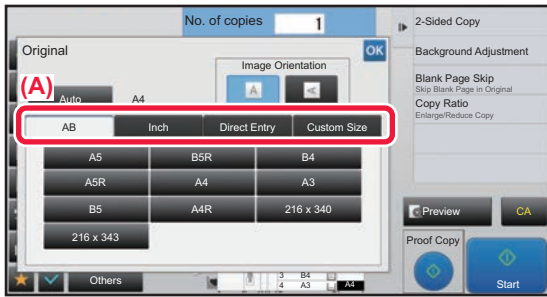 No. of copies 1
2-Sided Copy
Original
OK
Background Adjustment
Image Orientation
Blank Page Skip
Skip Blank Page in Original
(A)
Auto A4
A A
Copy Ratio
Enlarge/Reduce Copy
AB Inch Direct Entry Custom Size
A5 B5R B4
A5R A4 A3
B5 A4R 216 x 340
Preview CA
216 x 343
Proof Copy
Others
3 B4
4 A3 A4
Start